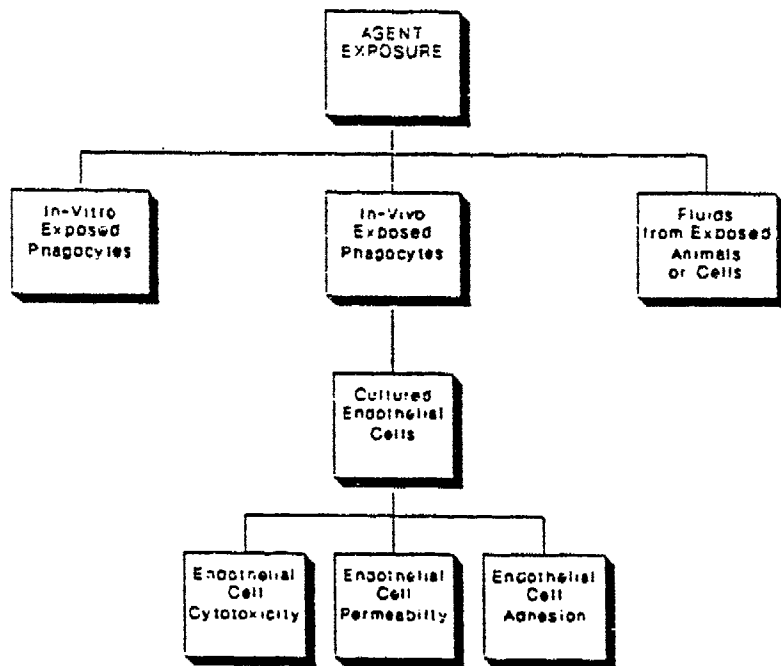 AGENT
EXPOSURE
In-Vitro
Exposed
Phagocytes
In-Vivo
Exposed
Phagocytes
Fluids
from Exposed
Animals
or Cells
Cultured
Endothelial
Cells
Endothelial
Cell
Cytotoxicity
Endothelial
Cell
Permeability
Endothelial
Cell
Adhesion